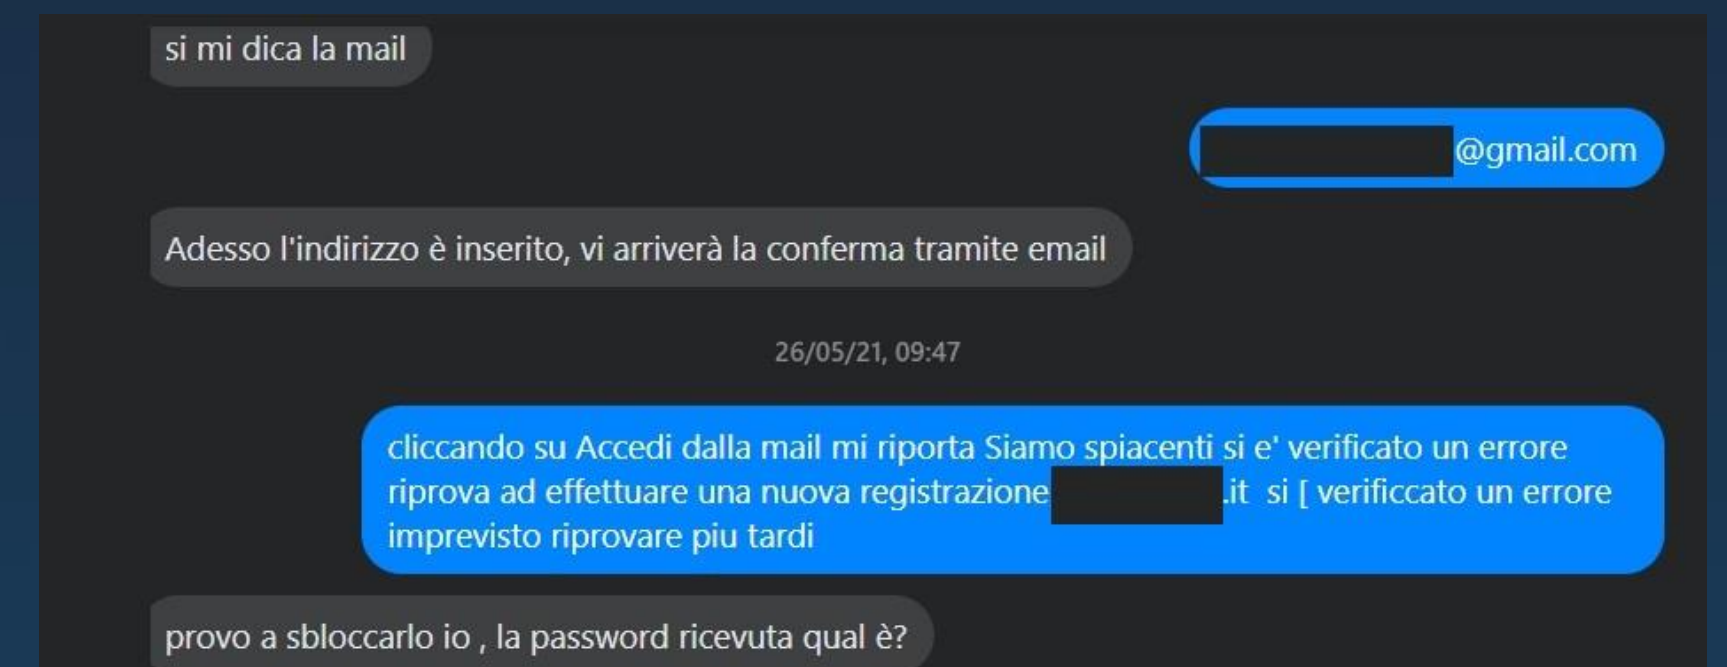 si mi dica la mail
@gmail.com
Adesso l'indirizzo è inserito, vi arriverà la conferma tramite email
26/05/21, 09:47
cliccando su Accedi dalla mail mi riporta Siamo spiacenti si e' verificato un errore
riprova ad effettuare una nuova registrazione .it si [ verificcato un errore
imprevisto riprovare piu tardi
provo a sbloccarlo io , la password ricevuta qual è?